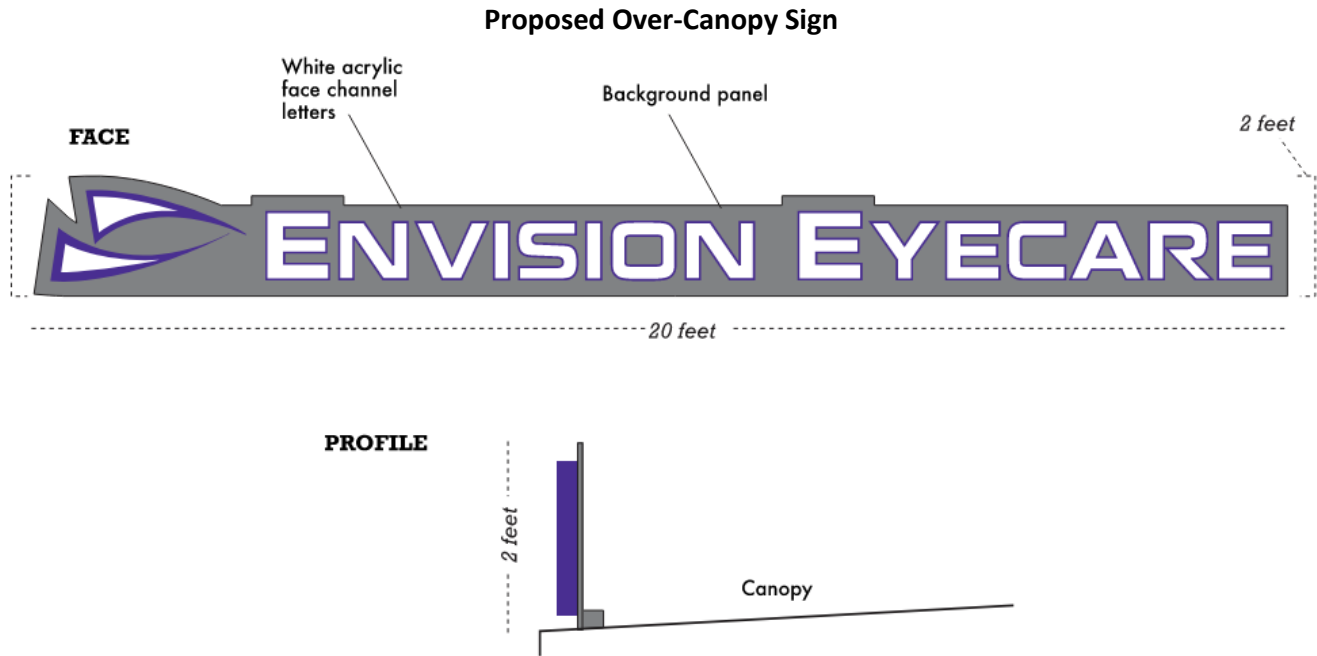 Proposed Over-Canopy Sign
White acrylic
face channel
letters
Background panel
2 feet
FACE
ENVISION EYECARE
20 feet
PROFILE
2 feet
Canopy